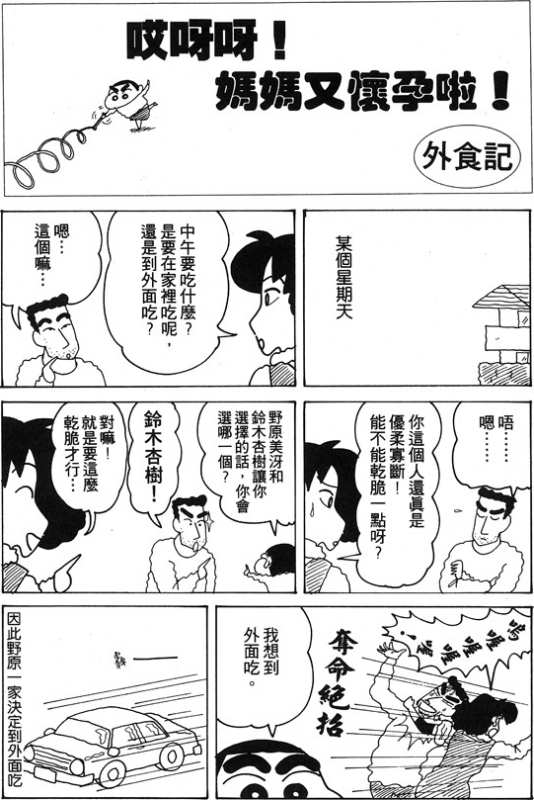 哎呀呀！
媽媽又懷孕啦！
外食記
某個星期天
中午要吃什麼？
是要在家裡吃呢，
還是到外面吃？
嗯…
這個嘛…
唔……
嗯……
你這個人還真是
優柔寡斷！
能不能乾脆一點呀？
野原美冴和
鈴木杏樹讓你
選擇的話，你會
選哪一個？
鈴木杏樹！
對嘛！
就是要這麼
乾脆才行…
嗚喔喔喔！
奪命絕招
我想到
外面吃。
因此野原一家決定到外面吃